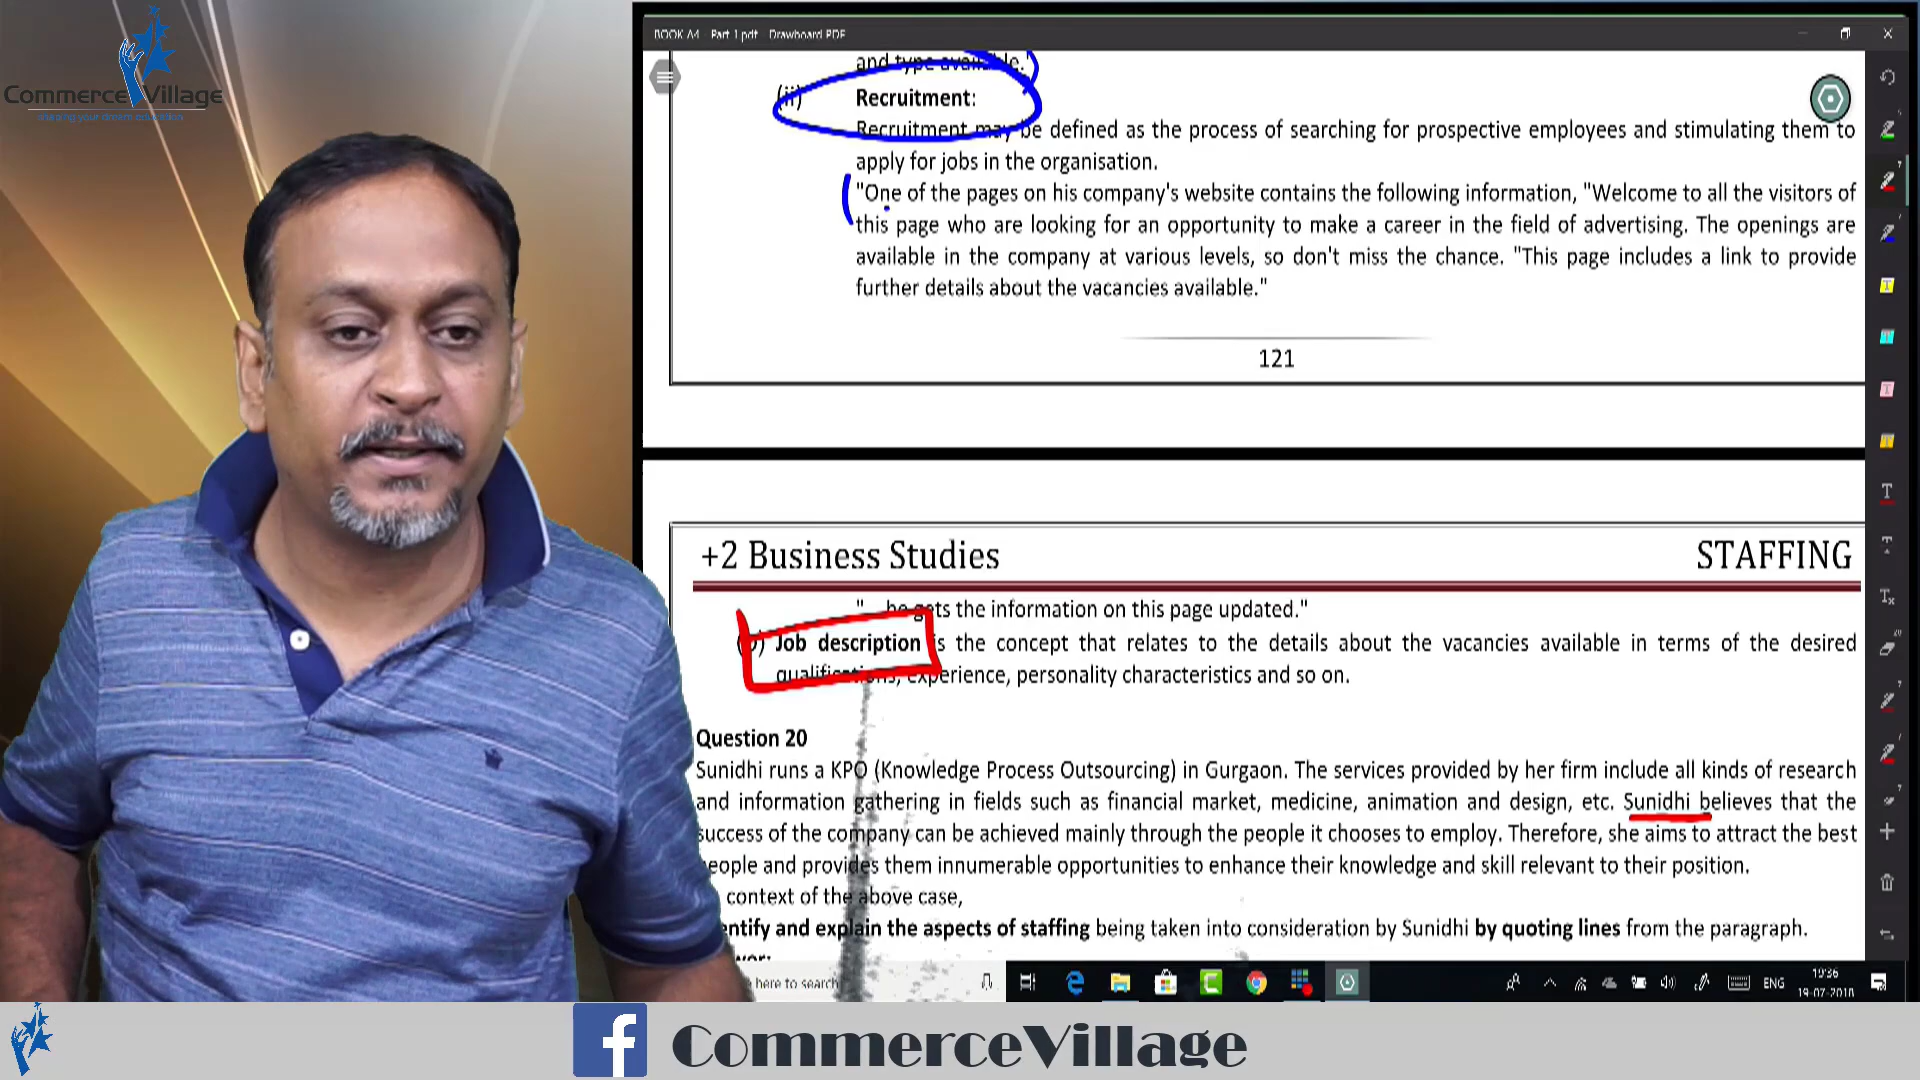 Commerce Village
BOOK A4 - Part 1.pdf - Drawboard PDF
and type available."
(ii) Recruitment:
Recruitment may be defined as the process of searching for prospective employees and stimulating them to
apply for jobs in the organisation.
"One of the pages on his company's website contains the following information, "Welcome to all the visitors of
this page who are looking for an opportunity to make a career in the field of advertising. The openings are
available in the company at various levels, so don't miss the chance. "This page includes a link to provide
further details about the vacancies available."
121
+2 Business Studies STAFFING
gets the information on this page updated."
Job description is the concept that relates to the details about the vacancies available in terms of the desired
qualifications, experience, personality characteristics and so on.
Question 20
Sunidhi runs a KPO (Knowledge Process Outsourcing) in Gurgaon. The services provided by her firm include all kinds of research
and information gathering in fields such as financial market, medicine, animation and design, etc. Sunidhi believes that the
success of the company can be achieved mainly through the people it chooses to employ. Therefore, she aims to attract the best
people and provides them innumerable opportunities to enhance their knowledge and skill relevant to their position.
context of the above case,
entify and explain the aspects of staffing being taken into consideration by Sunidhi by quoting lines from the paragraph.
here to search
ENG
19:36
19-07-2018
CommerceVillage